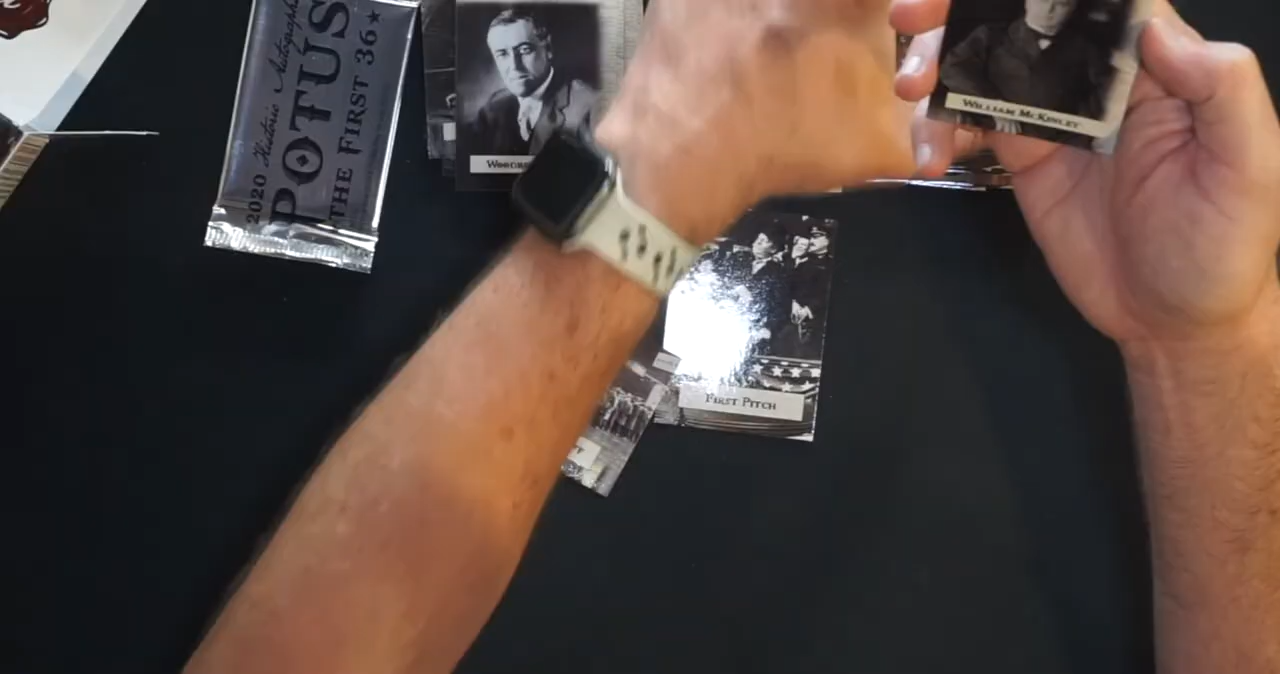 2020 Historic Autographs
POTUS
THE FIRST 36★
WILLIAM MCKINLEY
FIRST PITCH